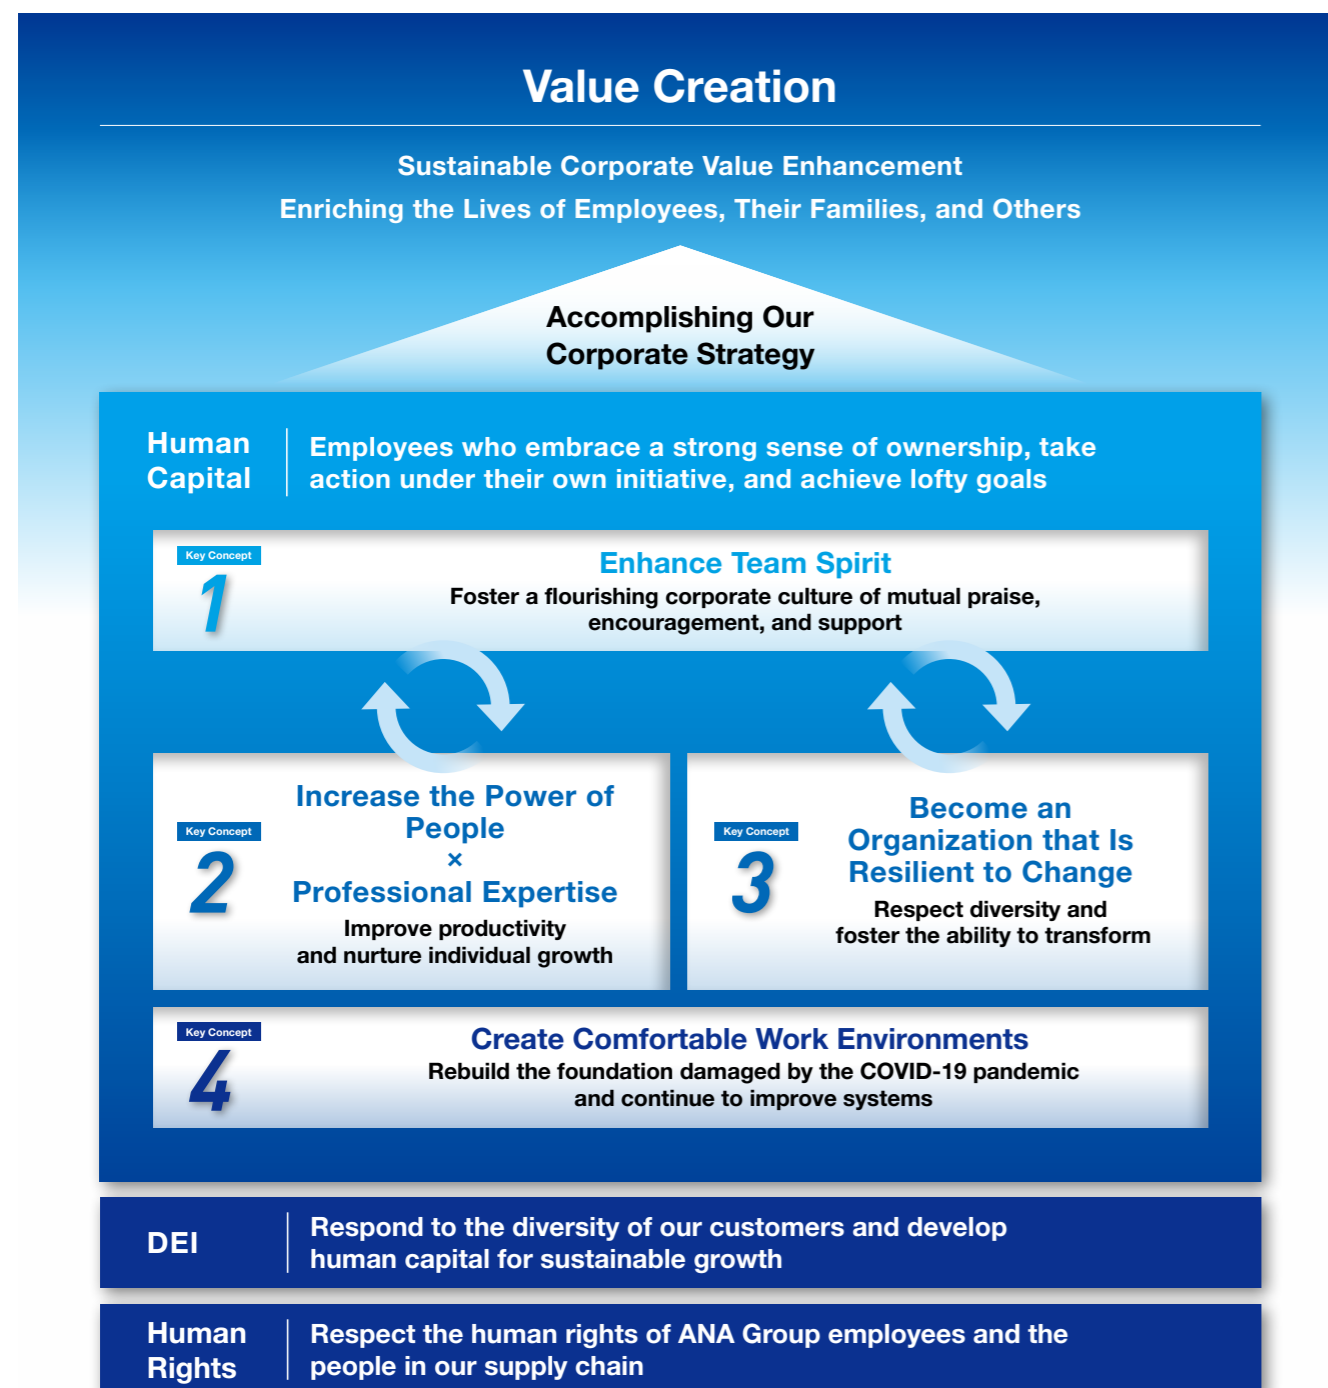 Value Creation
Sustainable Corporate Value Enhancement
Enriching the Lives of Employees, Their Families, and Others
Accomplishing Our
Corporate Strategy
Human
Capital
Employees who embrace a strong sense of ownership, take
action under their own initiative, and achieve lofty goals
Key Concept
1
Enhance Team Spirit
Foster a flourishing corporate culture of mutual praise,
encouragement, and support
Key Concept
2
Increase the Power of
People
×
Professional Expertise
Improve productivity
and nurture individual growth
Key Concept
3
Become an
Organization that Is
Resilient to Change
Respect diversity and
foster the ability to transform
Key Concept
4
Create Comfortable Work Environments
Rebuild the foundation damaged by the COVID-19 pandemic
and continue to improve systems
DEI
Respond to the diversity of our customers and develop
human capital for sustainable growth
Human
Rights
Respect the human rights of ANA Group employees and the
people in our supply chain